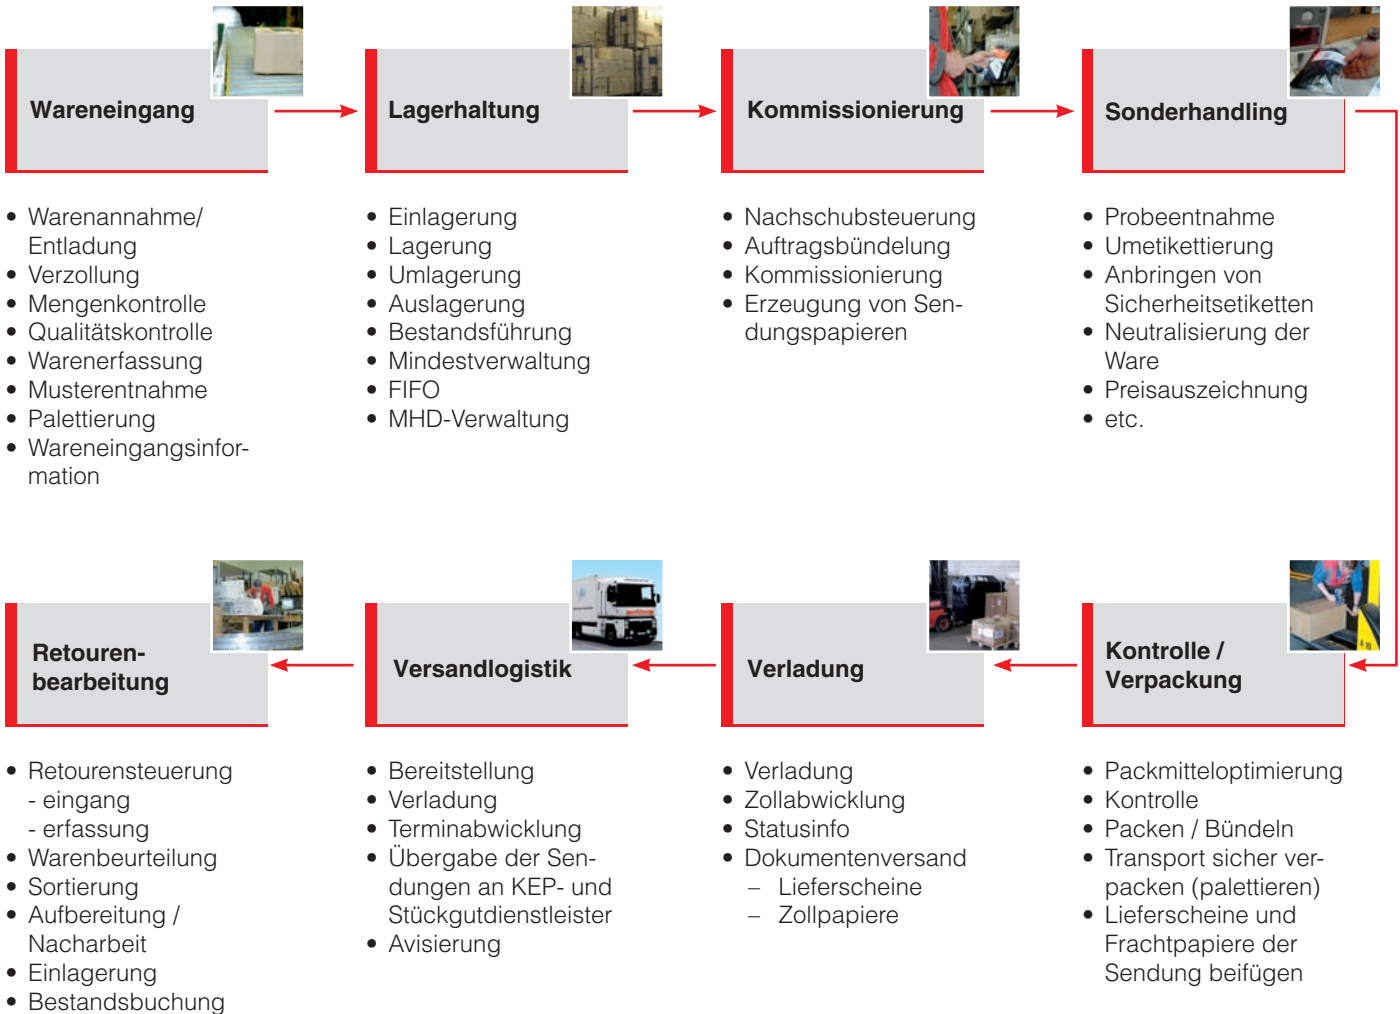 Wareneingang
• Warenannahme/
Entladung
• Verzollung
• Mengenkontrolle
• Qualitätskontrolle
• Warenerfassung
• Musterentnahme
• Palettierung
• Wareneingangsinfor-
mation
Lagerhaltung
• Einlagerung
• Lagerung
• Umlagerung
• Auslagerung
• Bestandsführung
• Mindestverwaltung
• FIFO
• MHD-Verwaltung
Kommissionierung
• Nachschubsteuerung
• Auftragsbündelung
• Kommissionierung
• Erzeugung von Sen-
dungspapieren
Sonderhandling
• Probeentnahme
• Umetikettierung
• Anbringen von
Sicherheitsetiketten
• Neutralisierung der
Ware
• Preisauszeichnung
• etc.
Kontrolle /
Verpackung
• Packmitteloptimierung
• Kontrolle
• Packen / Bündeln
• Transport sicher ver-
packen (palettieren)
• Lieferscheine und
Frachtpapiere der
Sendung beifügen
Verladung
• Verladung
• Zollabwicklung
• Statusinfo
• Dokumentenversand
– Lieferscheine
– Zollpapiere
Versandlogistik
• Bereitstellung
• Verladung
• Terminabwicklung
• Übergabe der Sen-
dungen an KEP- und
Stückgutdienstleister
• Avisierung
Retouren-
bearbeitung
• Retourensteuerung
- eingang
- erfassung
• Warenbeurteilung
• Sortierung
• Aufbereitung /
Nacharbeit
• Einlagerung
• Bestandsbuchung